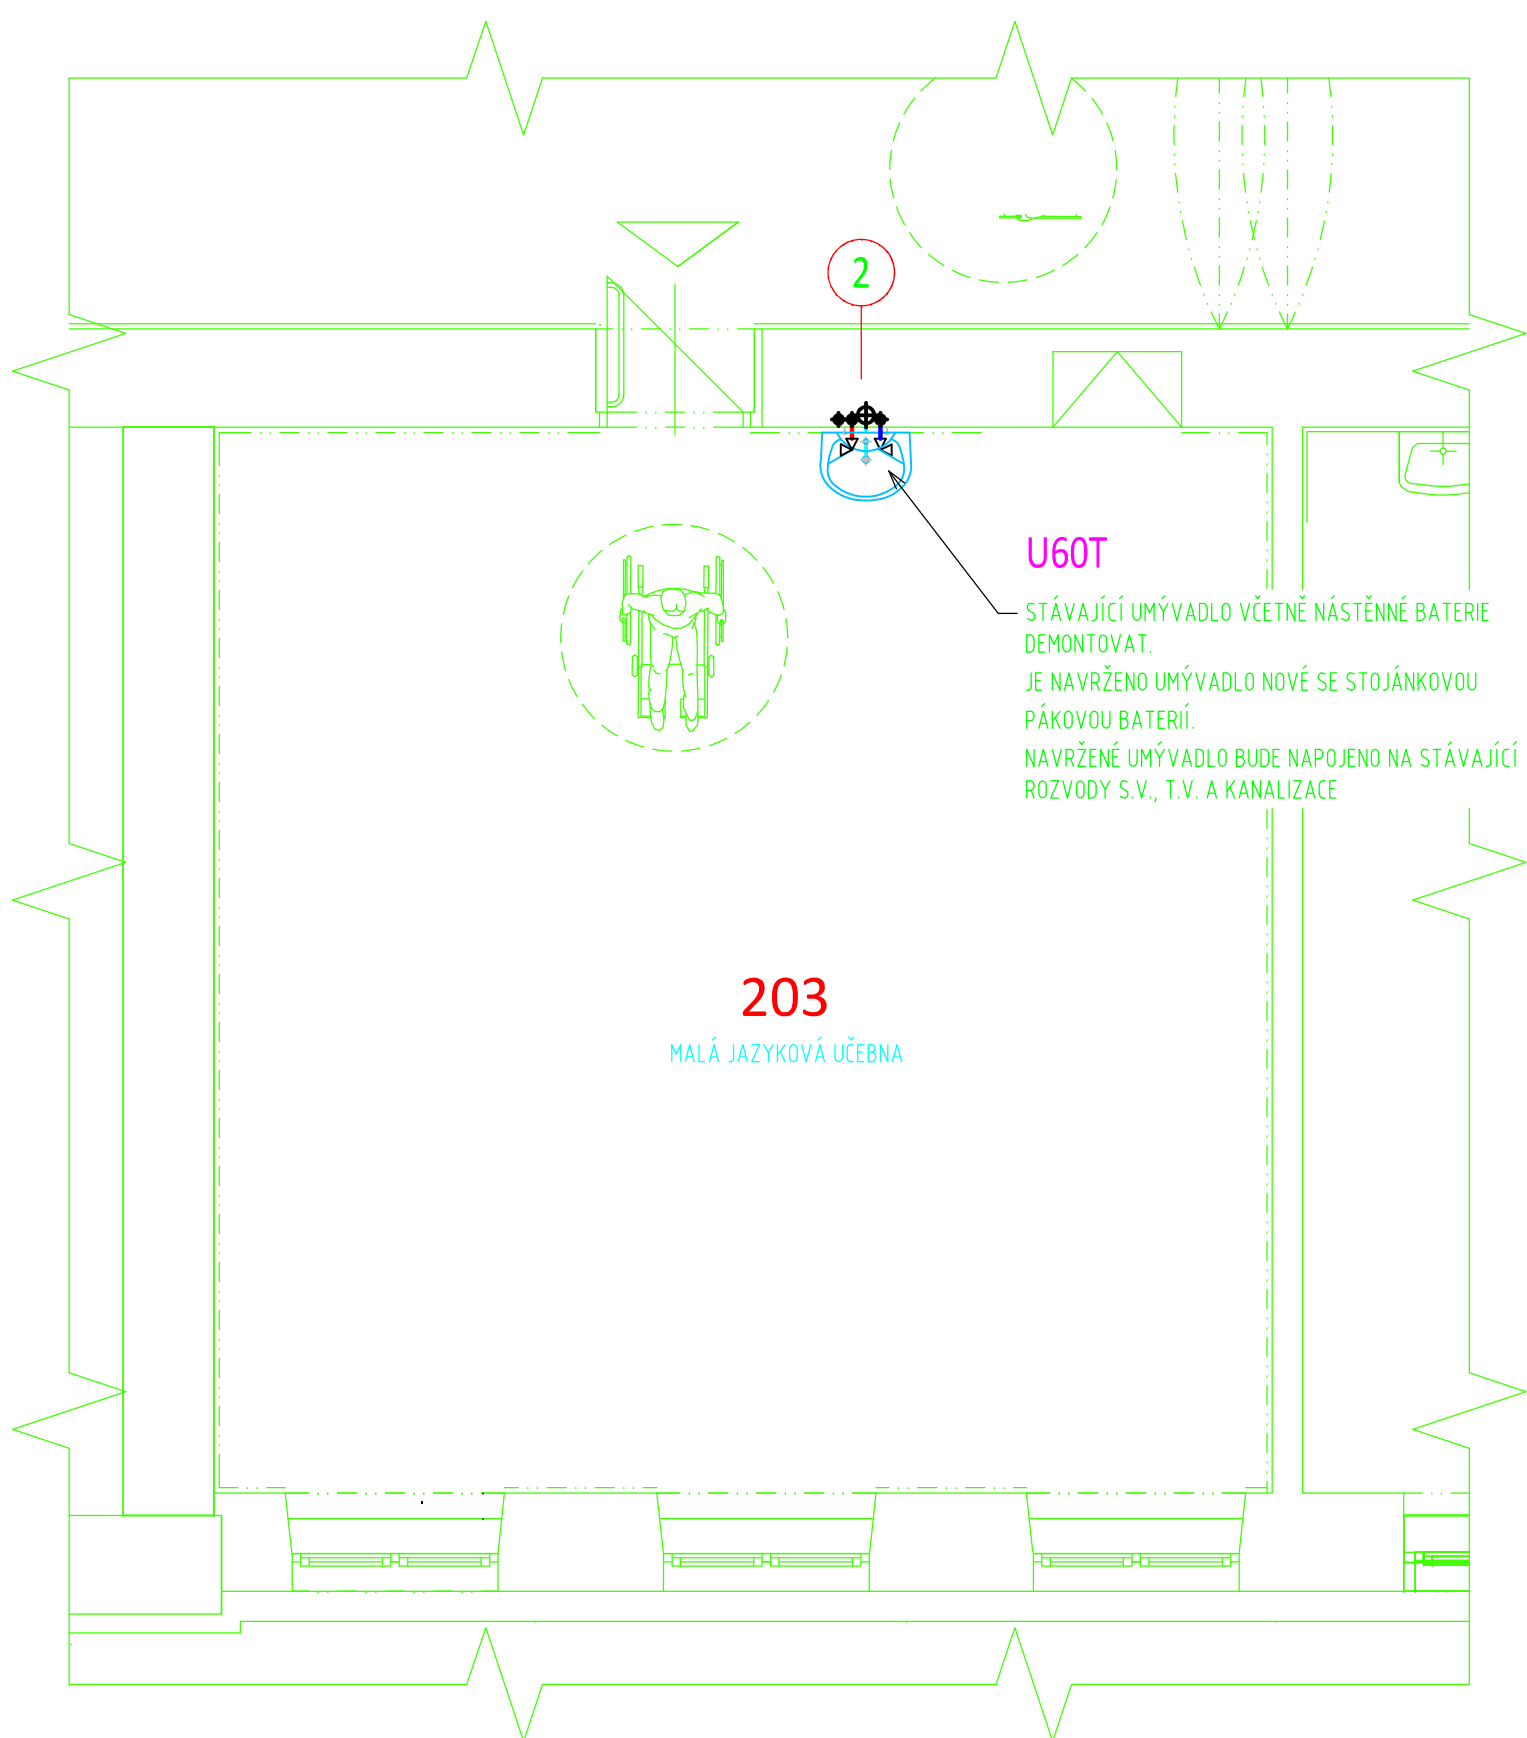 2
U60T
STÁVAJÍCÍ UMÝVADLO VČETNĚ NÁSTĚNNÉ BATERIE
DEMONTOVAT.
JE NAVRŽENO UMÝVADLO NOVÉ SE STOJÁNKOVOU
PÁKOVOU BATERIÍ.
NAVRŽENÉ UMÝVADLO BUDE NAPOJENO NA STÁVAJÍCÍ
ROZVODY S.V., T.V. A KANALIZACE
203
MALÁ JAZYKOVÁ UČEBNA